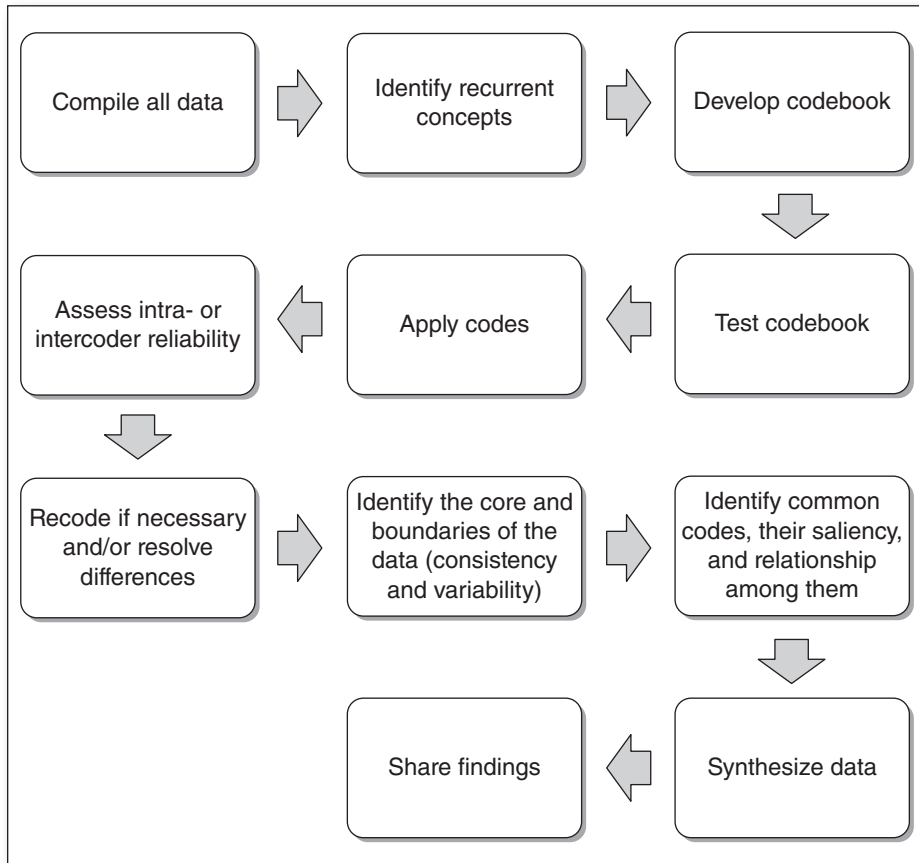 Compile all data
Identify recurrent
concepts
Develop codebook
Test codebook
Apply codes
Assess intra- or
intercoder reliability
Recode if necessary
and/or resolve
differences
Identify the core and
boundaries of the
data (consistency
and variability)
Identify common
codes, their saliency,
and relationship
among them
Synthesize data
Share findings